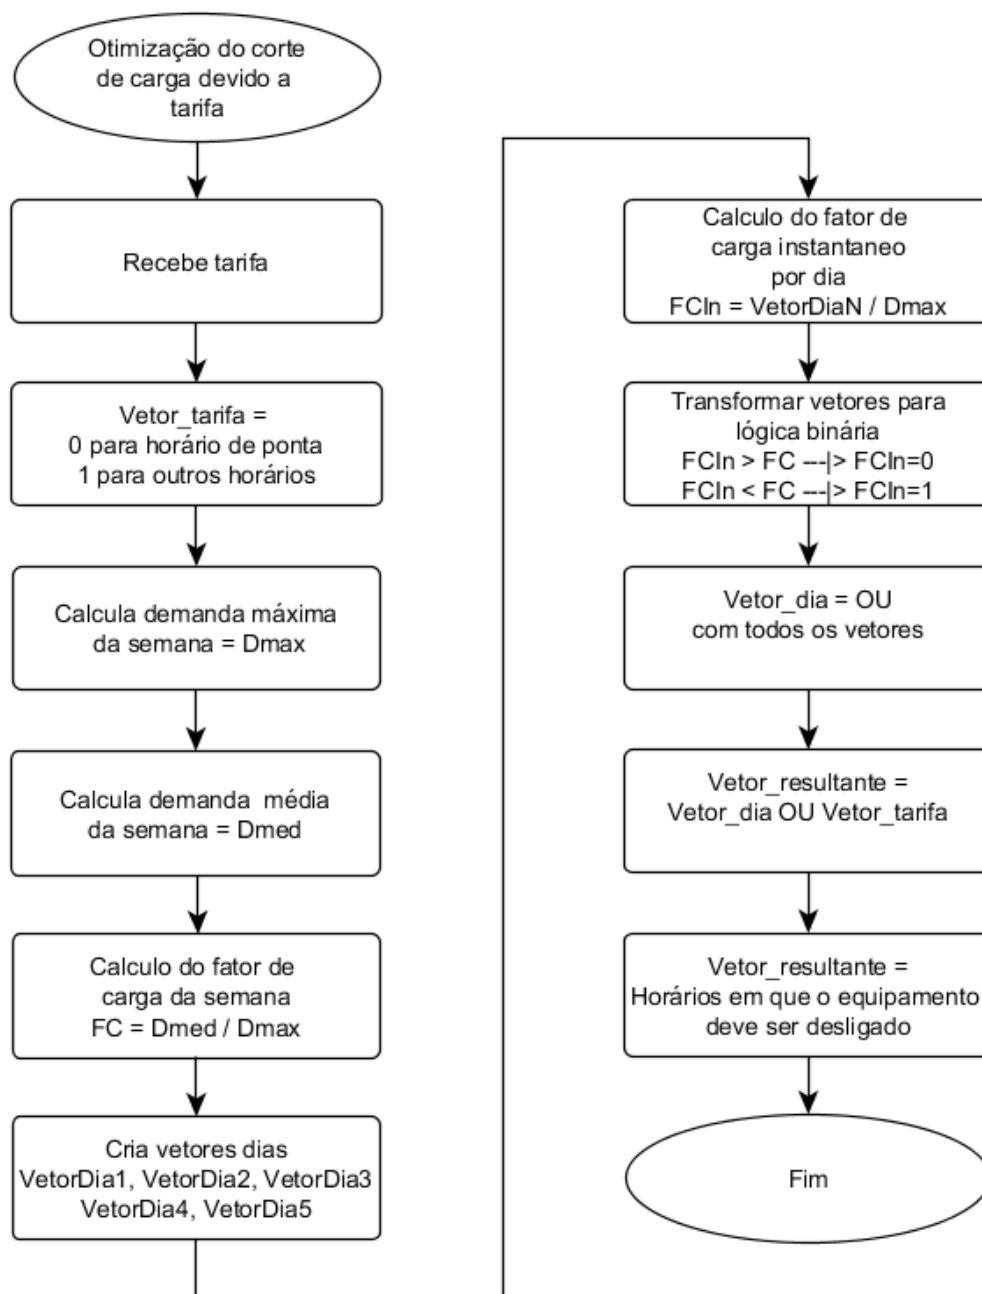 Otimização do corte
de carga devido a
tarifa
Recebe tarifa
Vetor_tarifa =
0 para horário de ponta
1 para outros horários
Calcula demanda máxima
da semana = Dmax
Calcula demanda  média
da semana = Dmed
Calculo do fator de
carga da semana
FC = Dmed / Dmax
Cria vetores dias
VetorDia1, VetorDia2, VetorDia3
VetorDia4, VetorDia5
Calculo do fator de
carga instantaneo
por dia
FCIn = VetorDiaN / Dmax
Transformar vetores para
lógica binária
FCIn > FC ---|> FCIn=0
FCIn < FC ---|> FCIn=1
Vetor_dia = OU
com todos os vetores
Vetor_resultante =
Vetor_dia OU Vetor_tarifa
Vetor_resultante =
Horários em que o equipamento
deve ser desligado
Fim